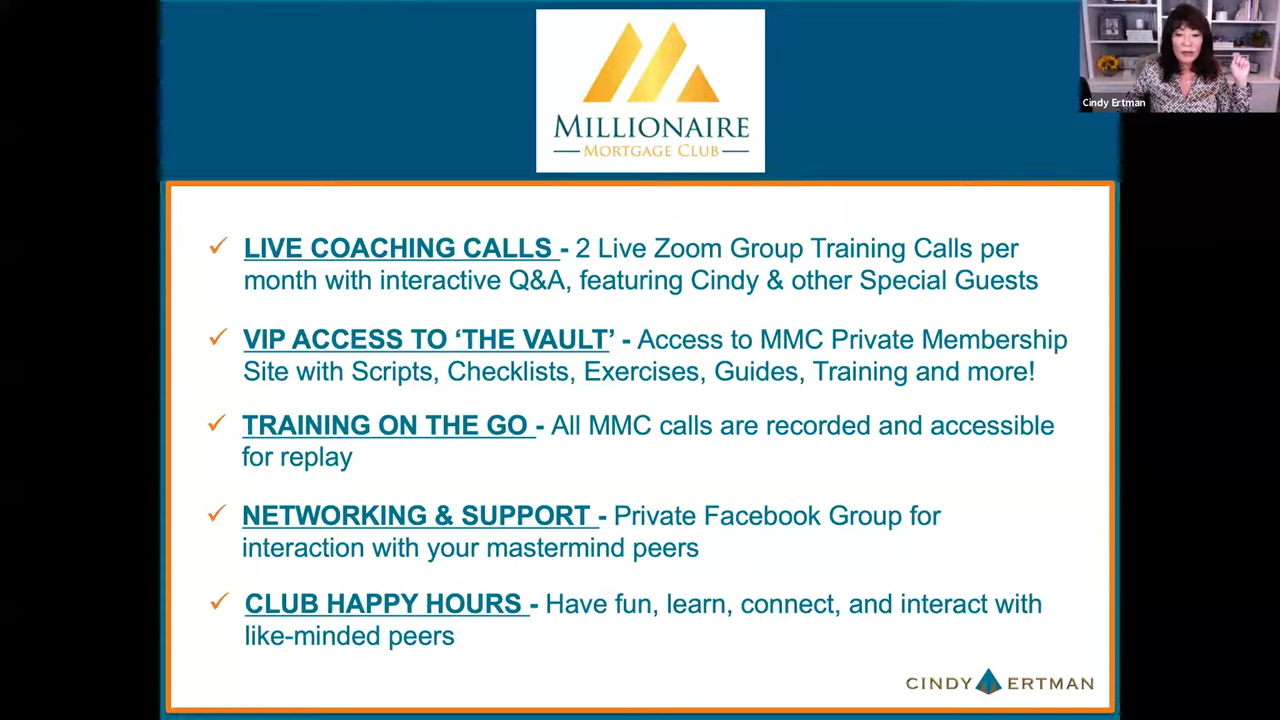 MILLIONAIRE
MORTGAGE CLUB
Cindy Ertman
✓ LIVE COACHING CALLS - 2 Live Zoom Group Training Calls per
month with interactive Q&A, featuring Cindy & other Special Guests
✓ VIP ACCESS TO ‘THE VAULT’ - Access to MMC Private Membership
Site with Scripts, Checklists, Exercises, Guides, Training and more!
✓ TRAINING ON THE GO - All MMC calls are recorded and accessible
for replay
✓ NETWORKING & SUPPORT - Private Facebook Group for
interaction with your mastermind peers
✓ CLUB HAPPY HOURS - Have fun, learn, connect, and interact with
like-minded peers
CINDY ERTMAN